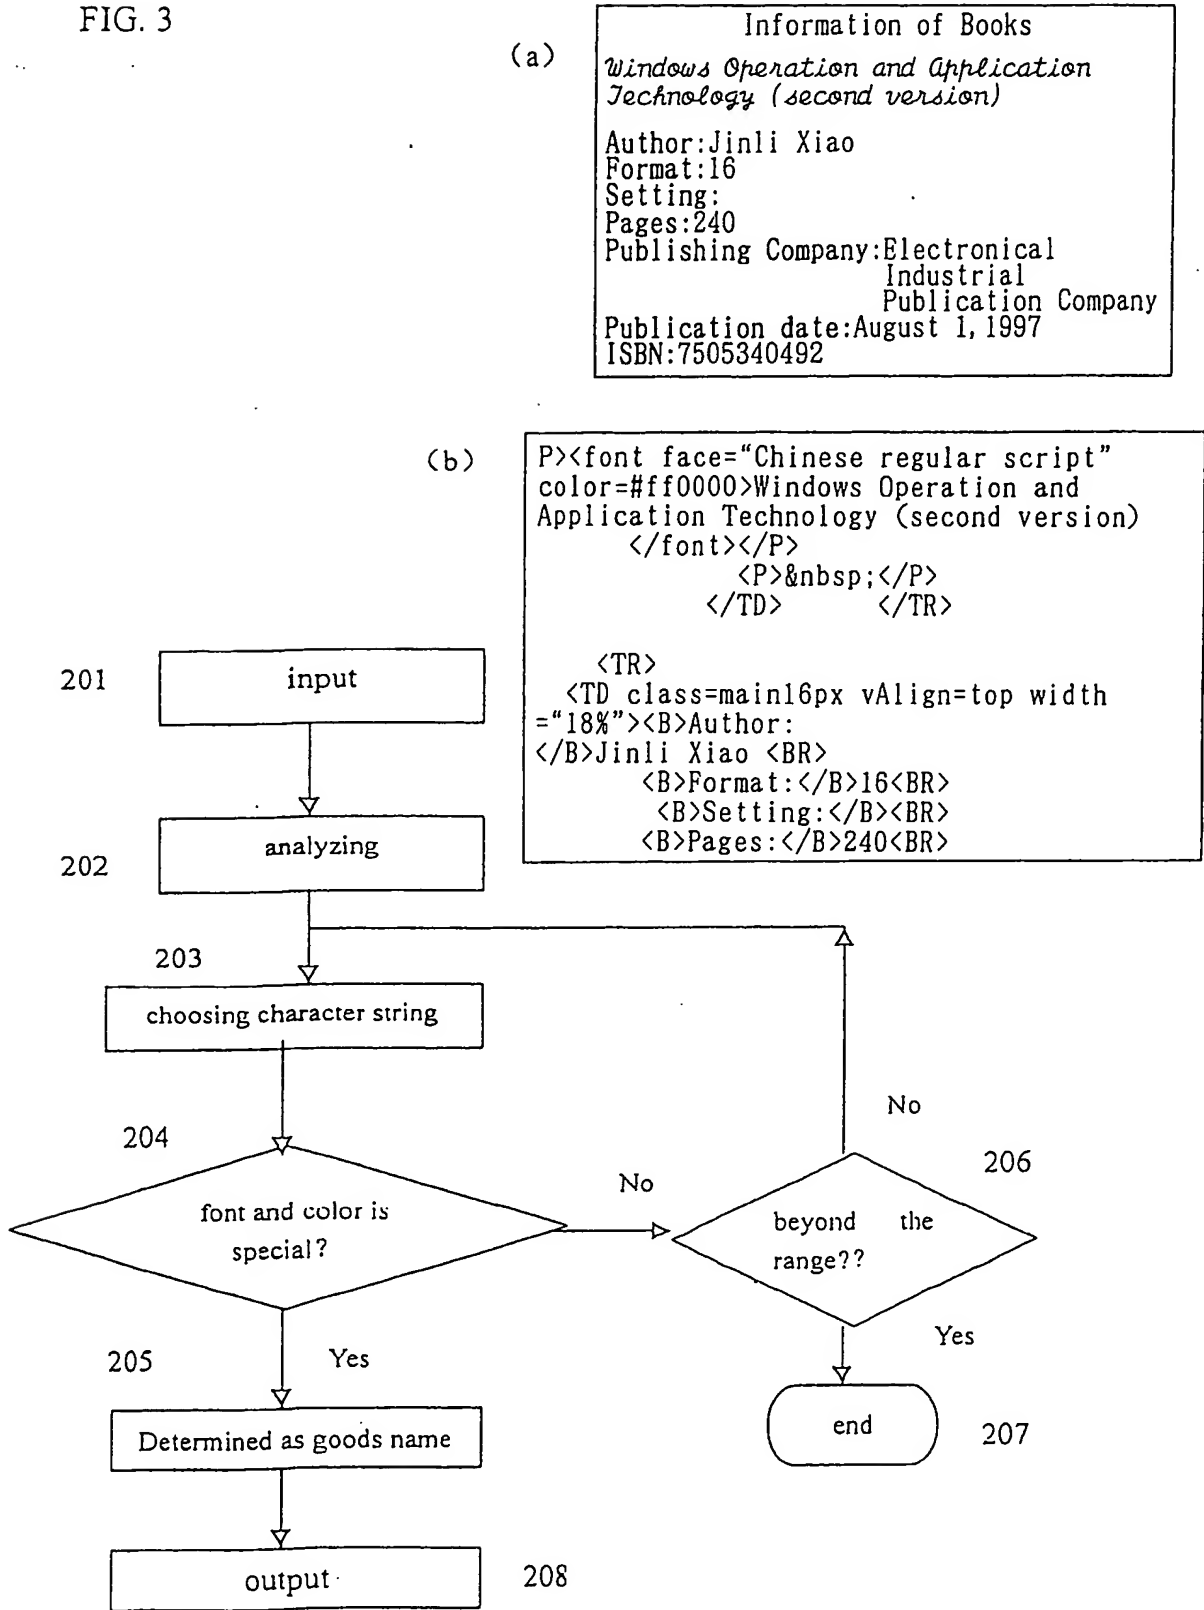 FIG. 3
(a)
Information of Books
Windows Operation and Application
Technology (second version)
Author:Jinli Xiao
Format:16
Setting:
Pages:240
Publishing Company:Electronical
Industrial
Publication Company
Publication date:August 1, 1997
ISBN:7505340492
(b)
P><font face=“Chinese regular script”
color=#ff0000>Windows Operation and
Application Technology (second version)
</font></P>
<P>&nbsp;</P>
</TD> </TR>
<TR>
<TD class=main16px vAlign=top width
=“18%”><B>Author:
</B>Jinli Xiao <BR>
<B>Format:</B>16<BR>
<B>Setting:</B><BR>
<B>Pages:</B>240<BR>
201
input
202
analyzing
203
choosing character string
204
font and color is
special?
No
No
206
beyond the
range??
205
Yes
Yes
Determined as goods name
end
207
output
208